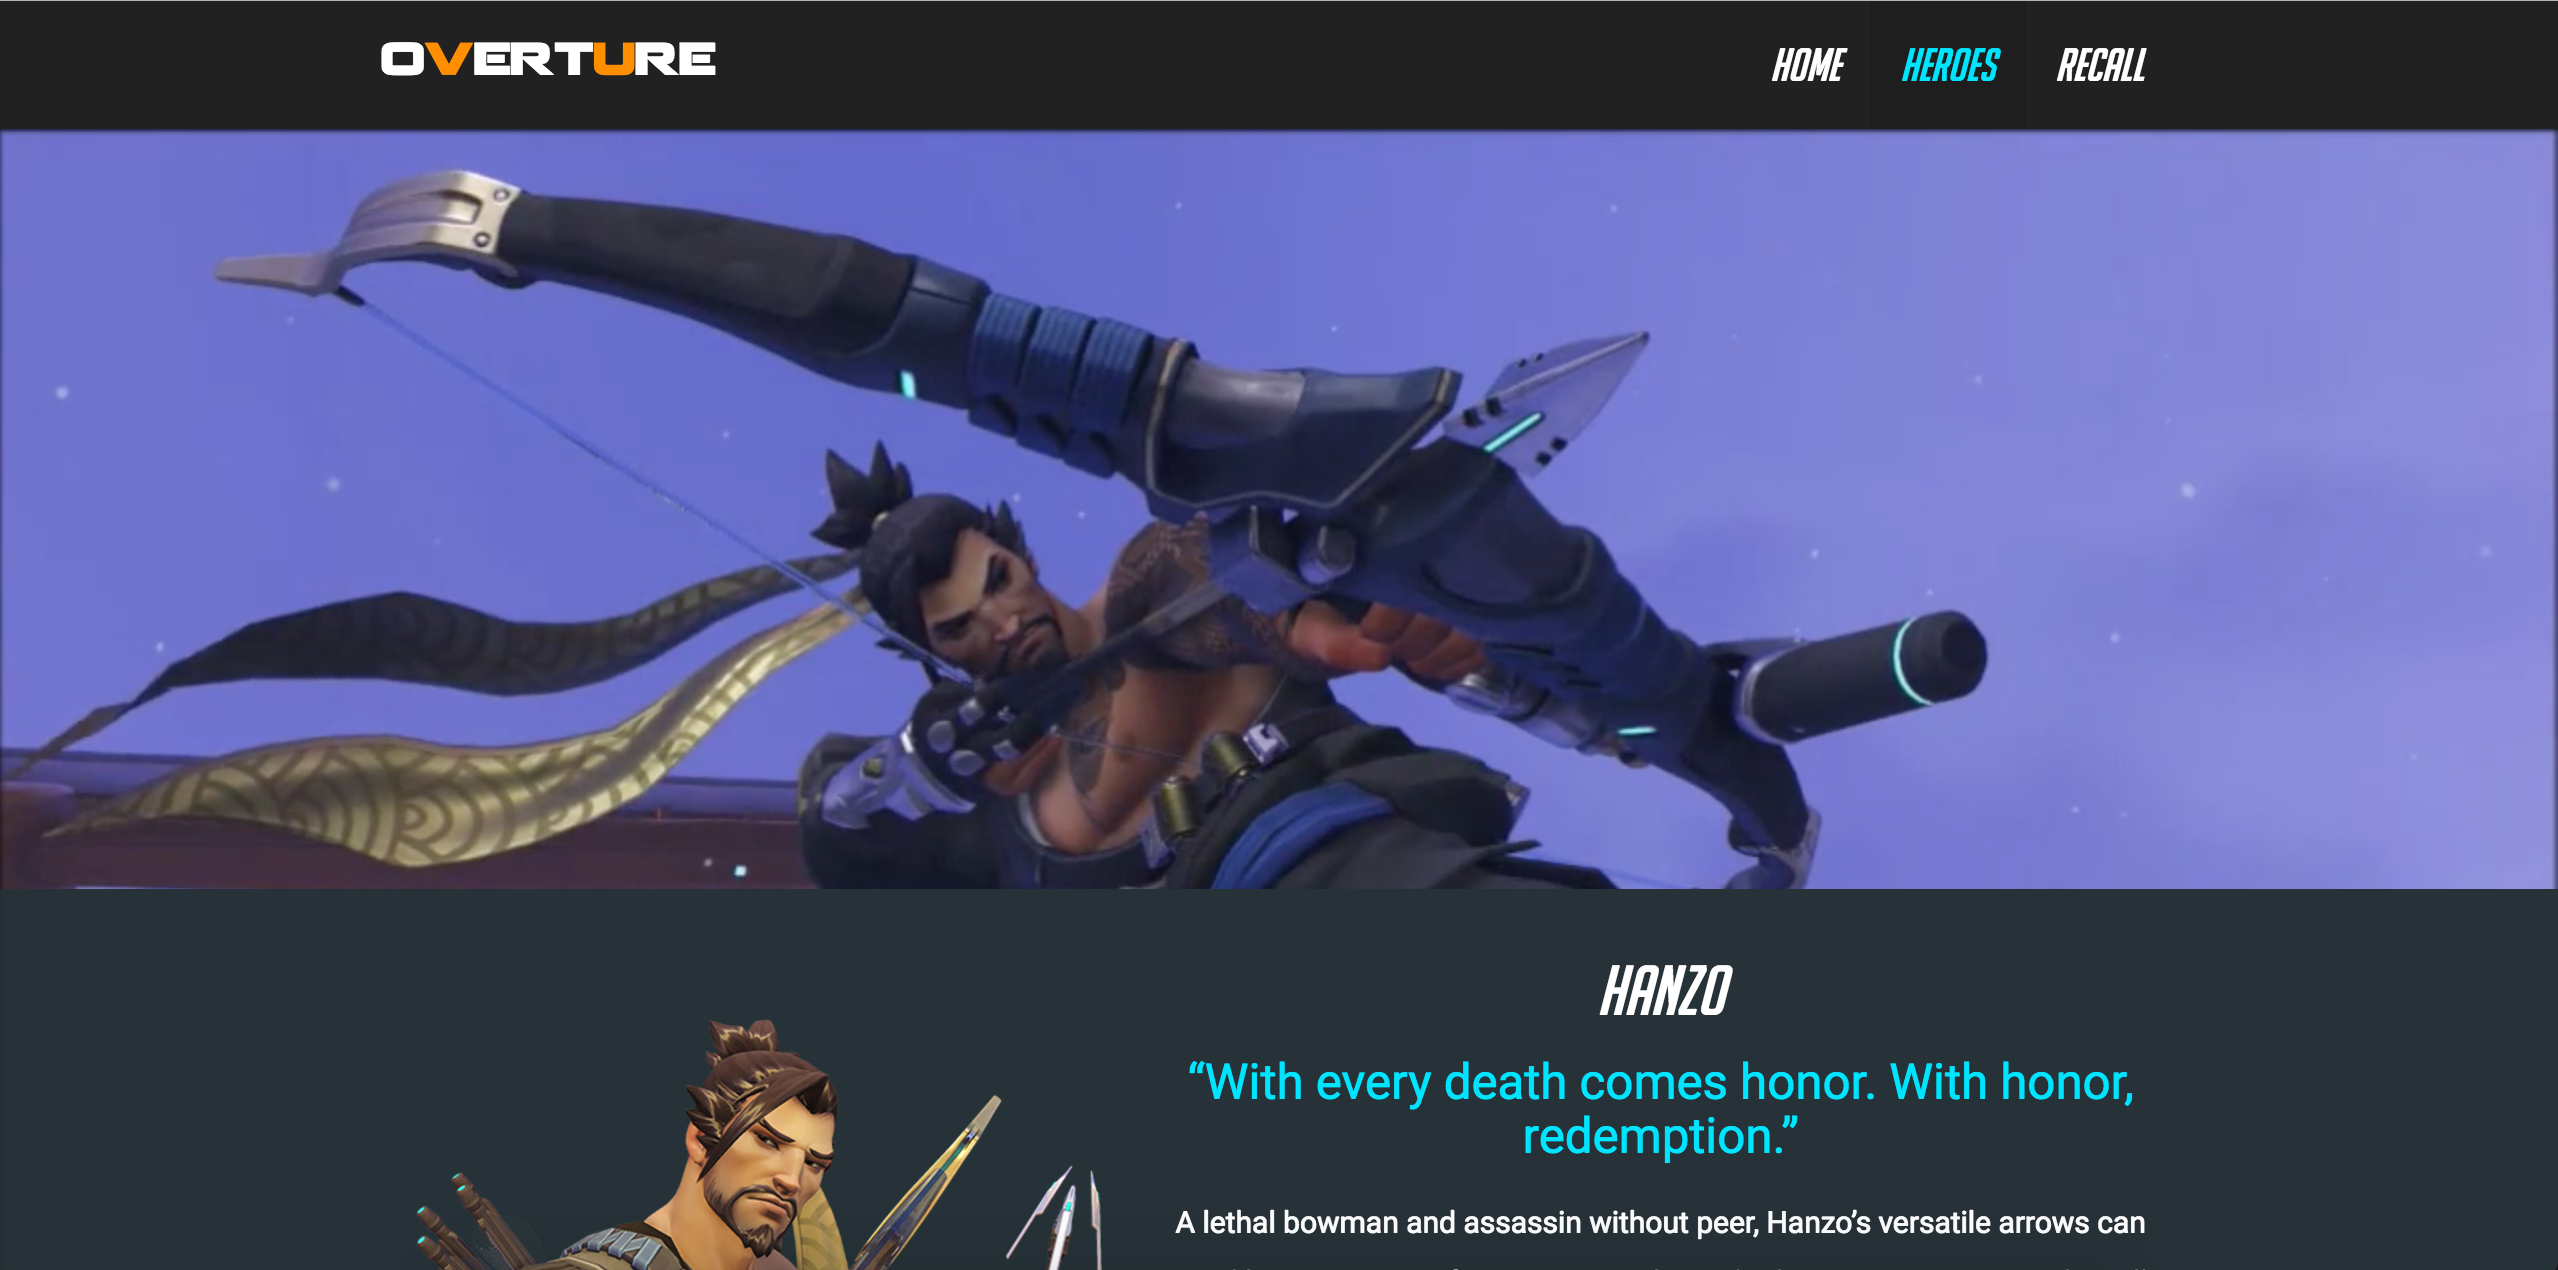 OVERTURE
HOME HEROES RECALL
HANZO
“With every death comes honor. With honor,
redemption.”
A lethal bowman and assassin without peer, Hanzo’s versatile arrows can